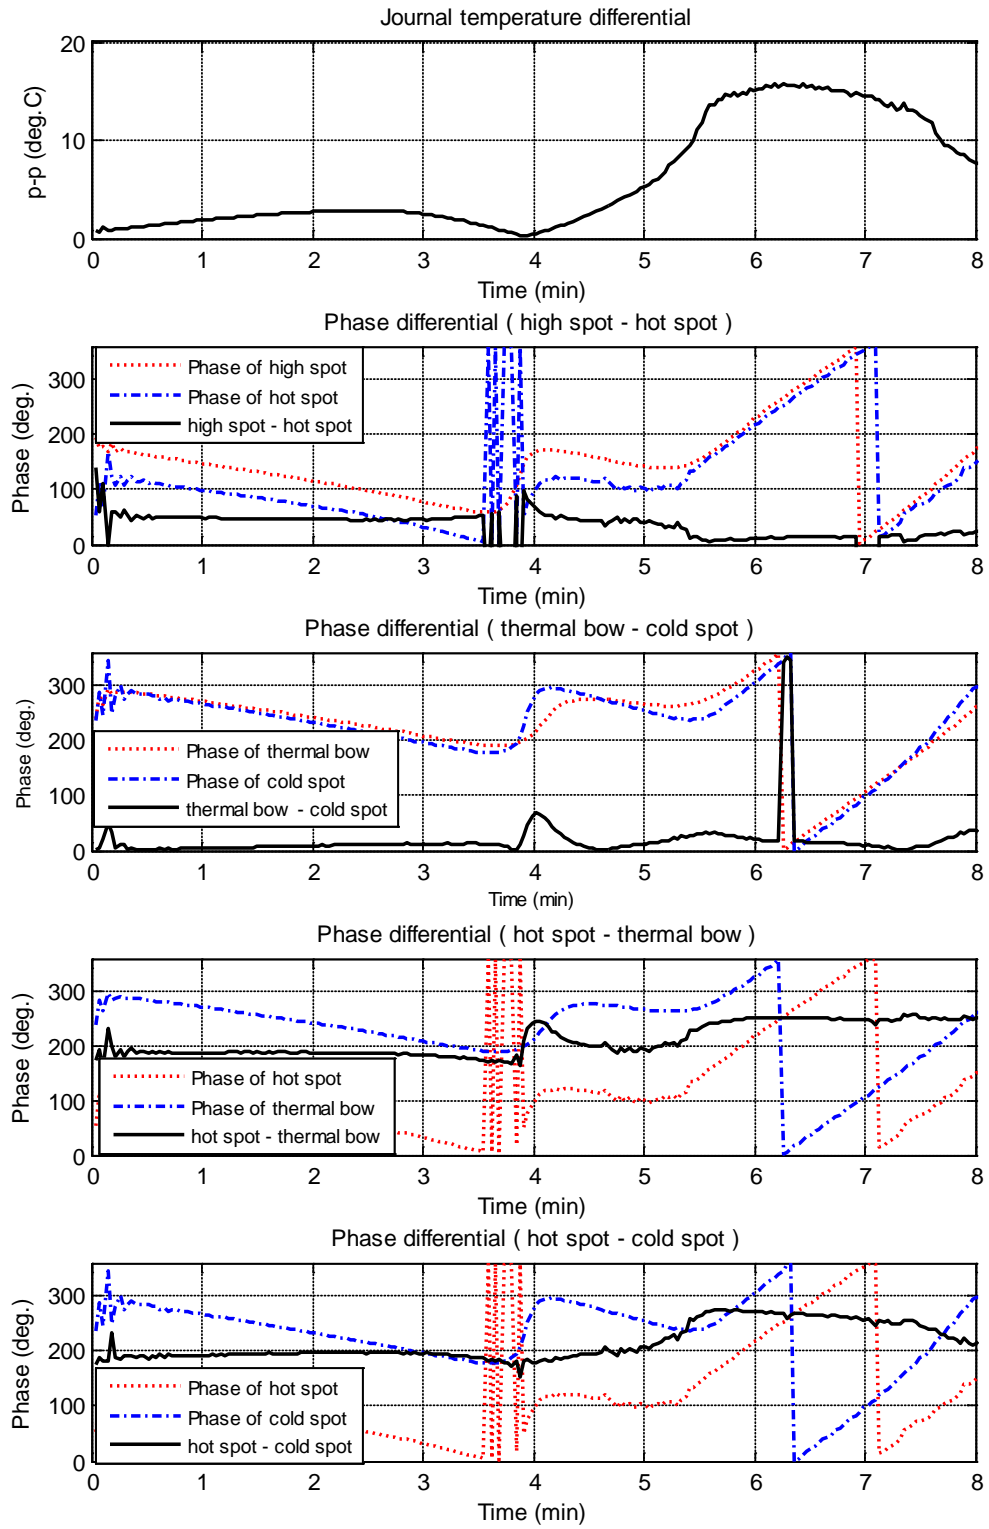 Journal temperature differential
20
10
0
p-p (deg.C)
0 1 2 3 4 5 6 7 8
Time (min)
Phase differential ( high spot - hot spot )
Phase of high spot
Phase of hot spot
high spot - hot spot
300
200
100
0
Phase (deg.)
0 1 2 3 4 5 6 7 8
Time (min)
Phase differential ( thermal bow - cold spot )
300
200
100
0
Phase (deg.)
Phase of thermal bow
Phase of cold spot
thermal bow - cold spot
0 1 2 3 4 5 6 7 8
Time (min)
Phase differential ( hot spot - thermal bow )
300
200
100
0
Phase (deg.)
Phase of hot spot
Phase of thermal bow
hot spot - thermal bow
0 1 2 3 4 5 6 7 8
Time (min)
Phase differential ( hot spot - cold spot )
300
200
100
0
Phase (deg.)
Phase of hot spot
Phase of cold spot
hot spot - cold spot
0 1 2 3 4 5 6 7 8
Time (min)